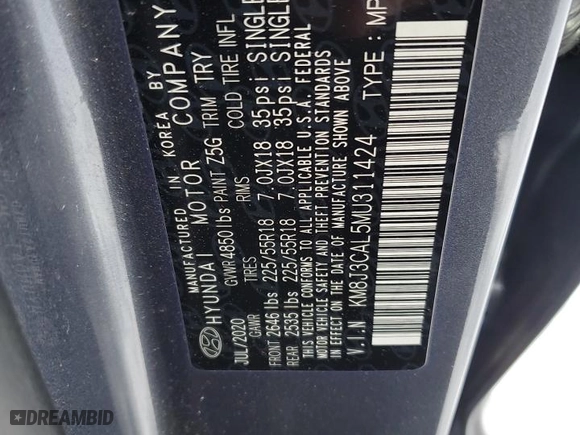 MANUFACTURED IN KOREA BY
HYUNDAI MOTOR COMPANY
JUL/2020 GVWR 4850 lbs PAINT Z5G TRIM TRY
GAWR TIRES RIMS COLD TIRE INFL
FRONT 2646 lbs 225/55R18 7.0JX18 35psi SINGLE
REAR 2535 lbs 225/55R18 7.0JX18 35psi SINGLE
THIS VEHICLE CONFORMS TO ALL APPLICABLE U.S.A. FEDERAL
MOTOR VEHICLE SAFETY AND BUMPER STANDARDS
IN EFFECT ON THE DATE OF MANUFACTURE SHOWN ABOVE
V.I.N KM8J3CAL5MU311424 TYPE : MP
DREAMBID